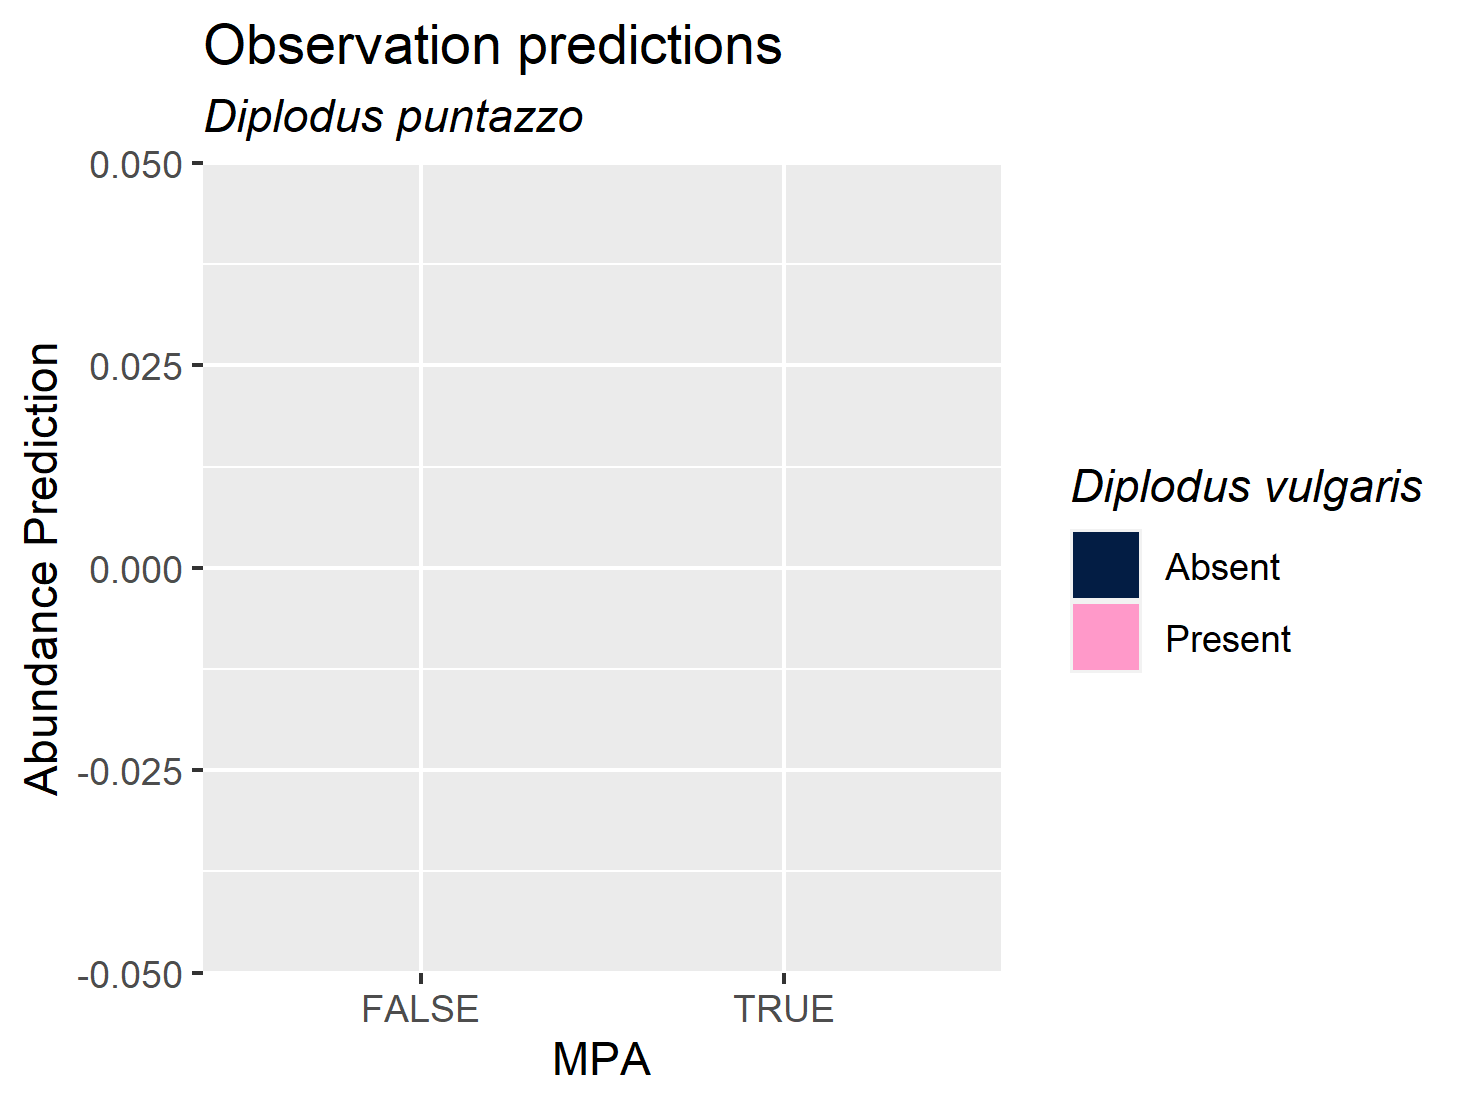 Observation predictions
Diplodus puntazzo
Abundance Prediction
0.050
0.025
0.000
-0.025
-0.050
FALSE
TRUE
MPA
Diplodus vulgaris
Absent
Present